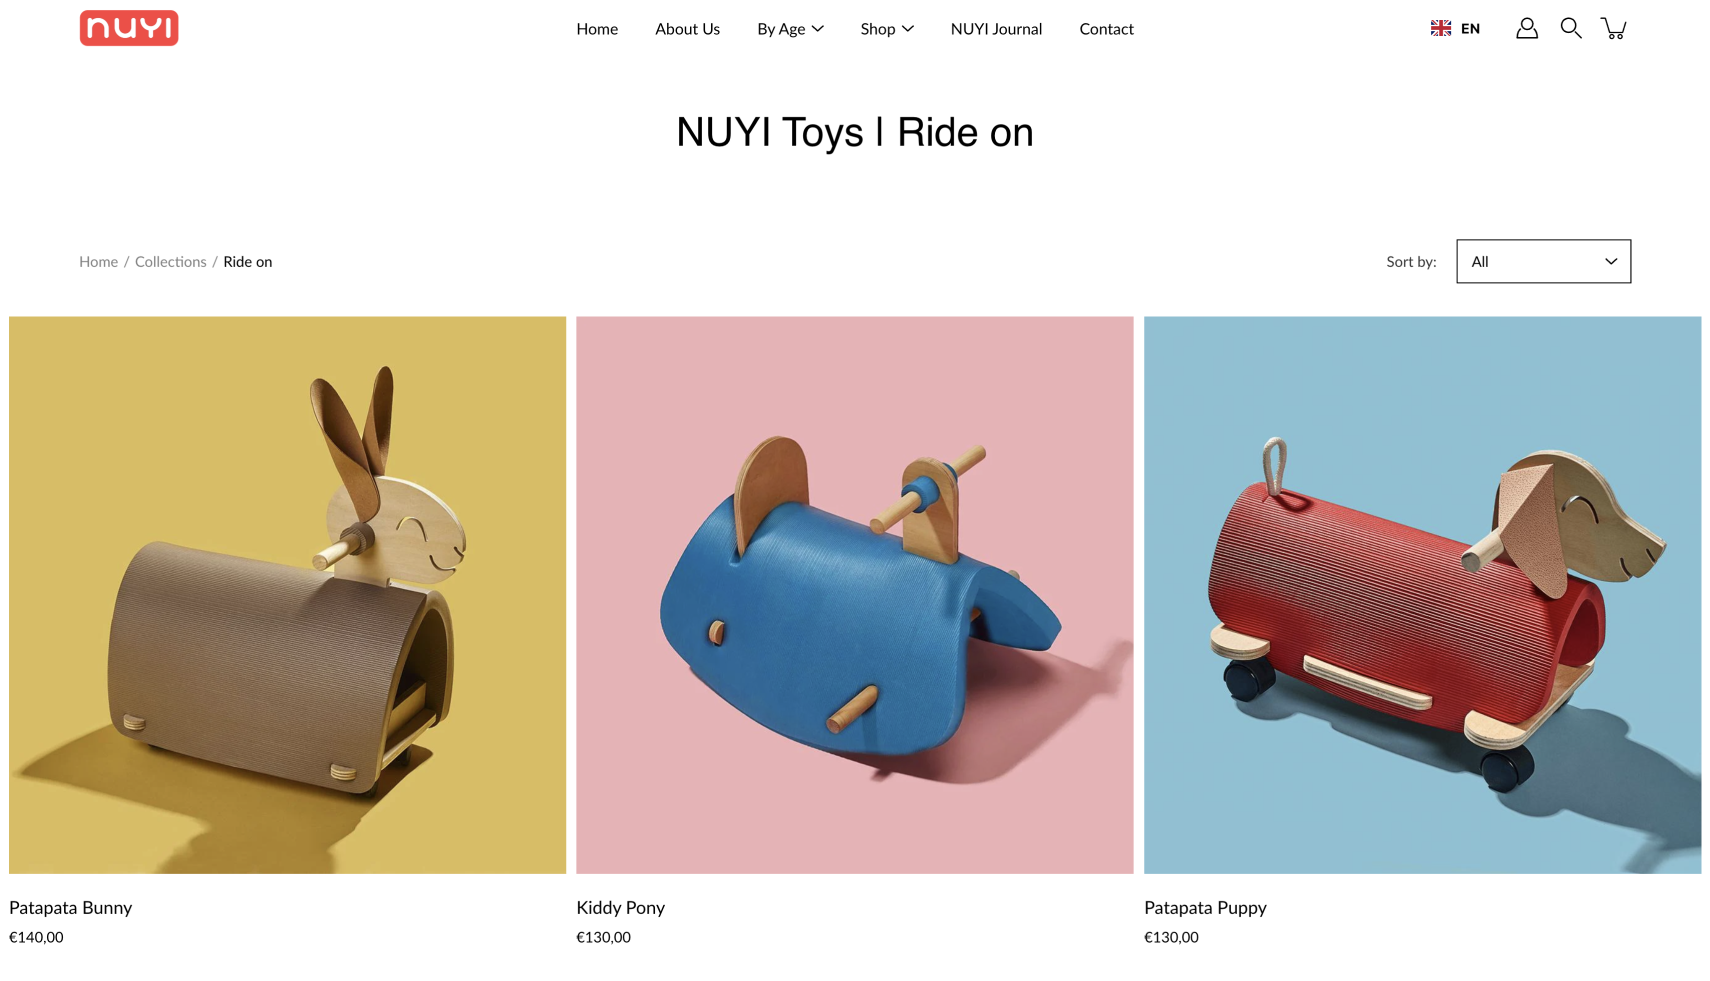 nuyi
Home About Us By Age Shop NUYI Journal Contact
EN
NUYI Toys | Ride on
Home / Collections / Ride on
Sort by: All
Patapata Bunny
€140,00
Kiddy Pony
€130,00
Patapata Puppy
€130,00